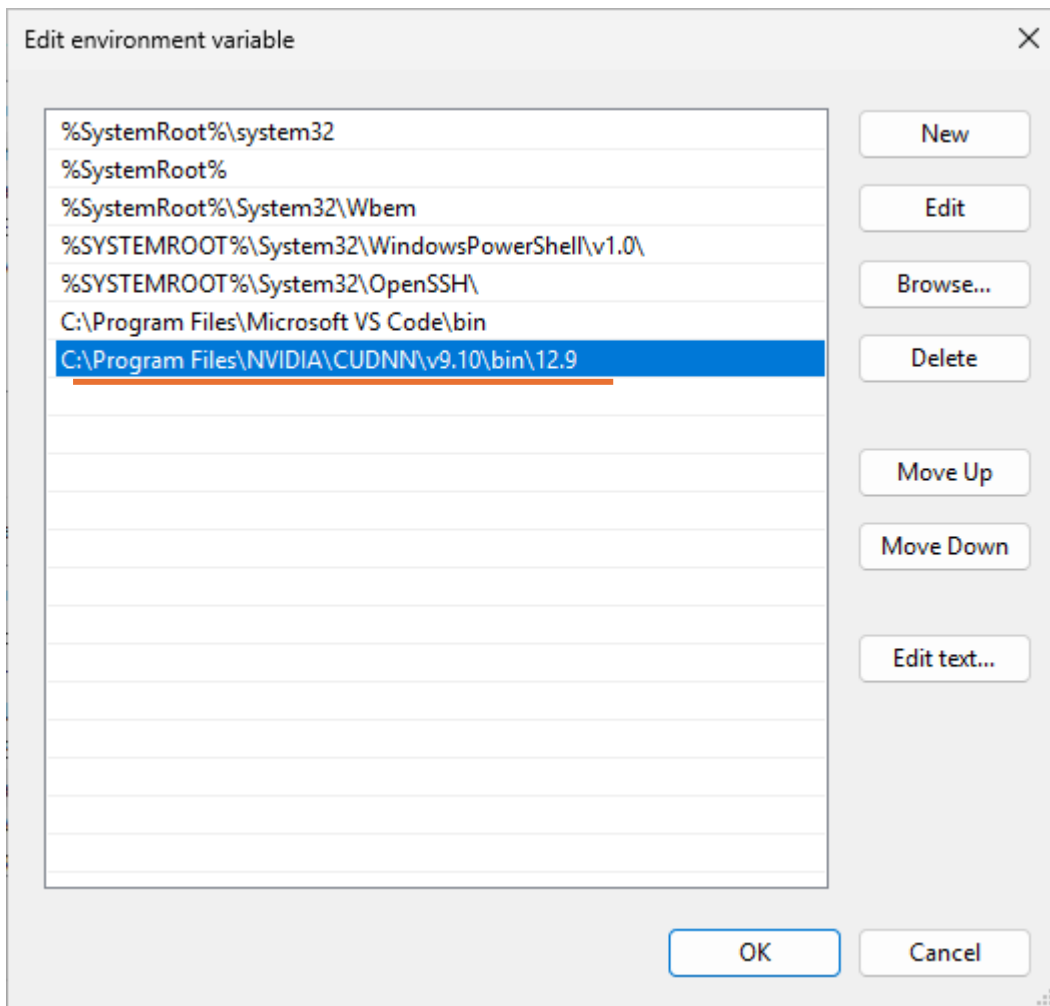 Edit environment variable
%SystemRoot%\system32
%SystemRoot%
%SystemRoot%\System32\Wbem
%SYSTEMROOT%\System32\WindowsPowerShell\v1.0\
%SYSTEMROOT%\System32\OpenSSH\
C:\Program Files\Microsoft VS Code\bin
C:\Program Files\NVIDIA\CUDNN\v9.10\bin\12.9
New
Edit
Browse...
Delete
Move Up
Move Down
Edit text...
OK
Cancel